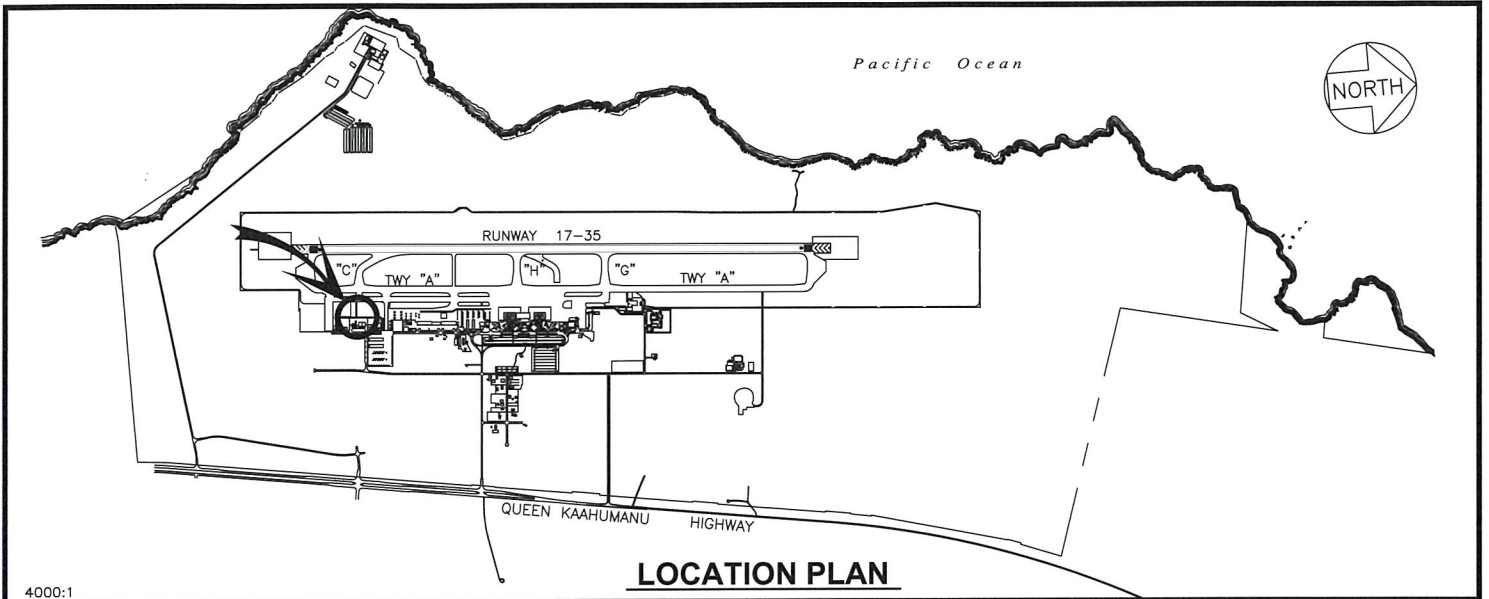 Pacific Ocean
NORTH
RUNWAY 17-35
"C"
TWY "A"
"H"
"G"
TWY "A"
QUEEN KAAHUMANU HIGHWAY
LOCATION PLAN
4000:1